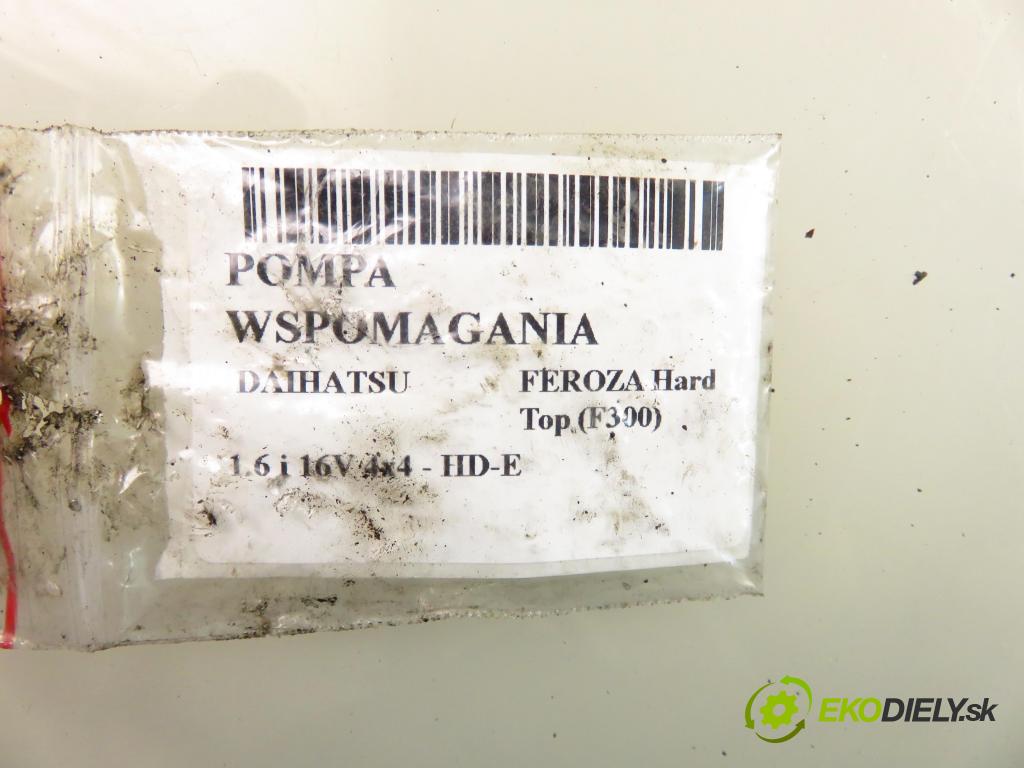 POMPA
WSPOMAGANIA
DAIHATSU FEROZA Hard
Top (F300)
1.6 i 16V 4x4 - HD-E
EKODIELY.sk